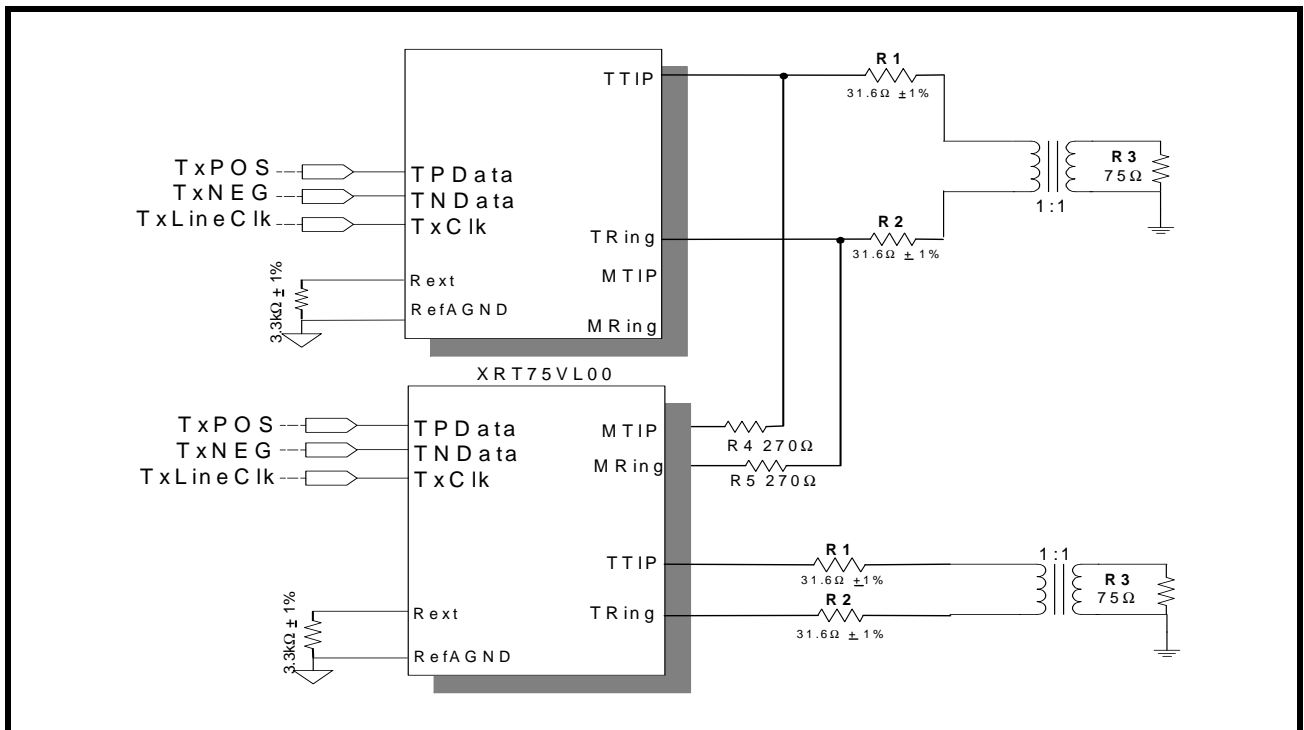 TTIP
R1
31.6Ω ±1%
TxPOS
TPData
TxNEG
TNData
TxLineClk
TxClk
R3
75Ω
1:1
TRing
R2
31.6Ω ± 1%
MTIP
Rext
3.3kΩ ± 1%
RefAGND
MRing
XRT75VL00
TxPOS
TPData
TxNEG
TNData
TxLineClk
TxClk
MTIP
R4 270Ω
MRing
R5 270Ω
TTIP
R1
31.6Ω ±1%
1:1
R3
75Ω
R2
TRing
31.6Ω ± 1%
Rext
3.3kΩ ± 1%
RefAGND